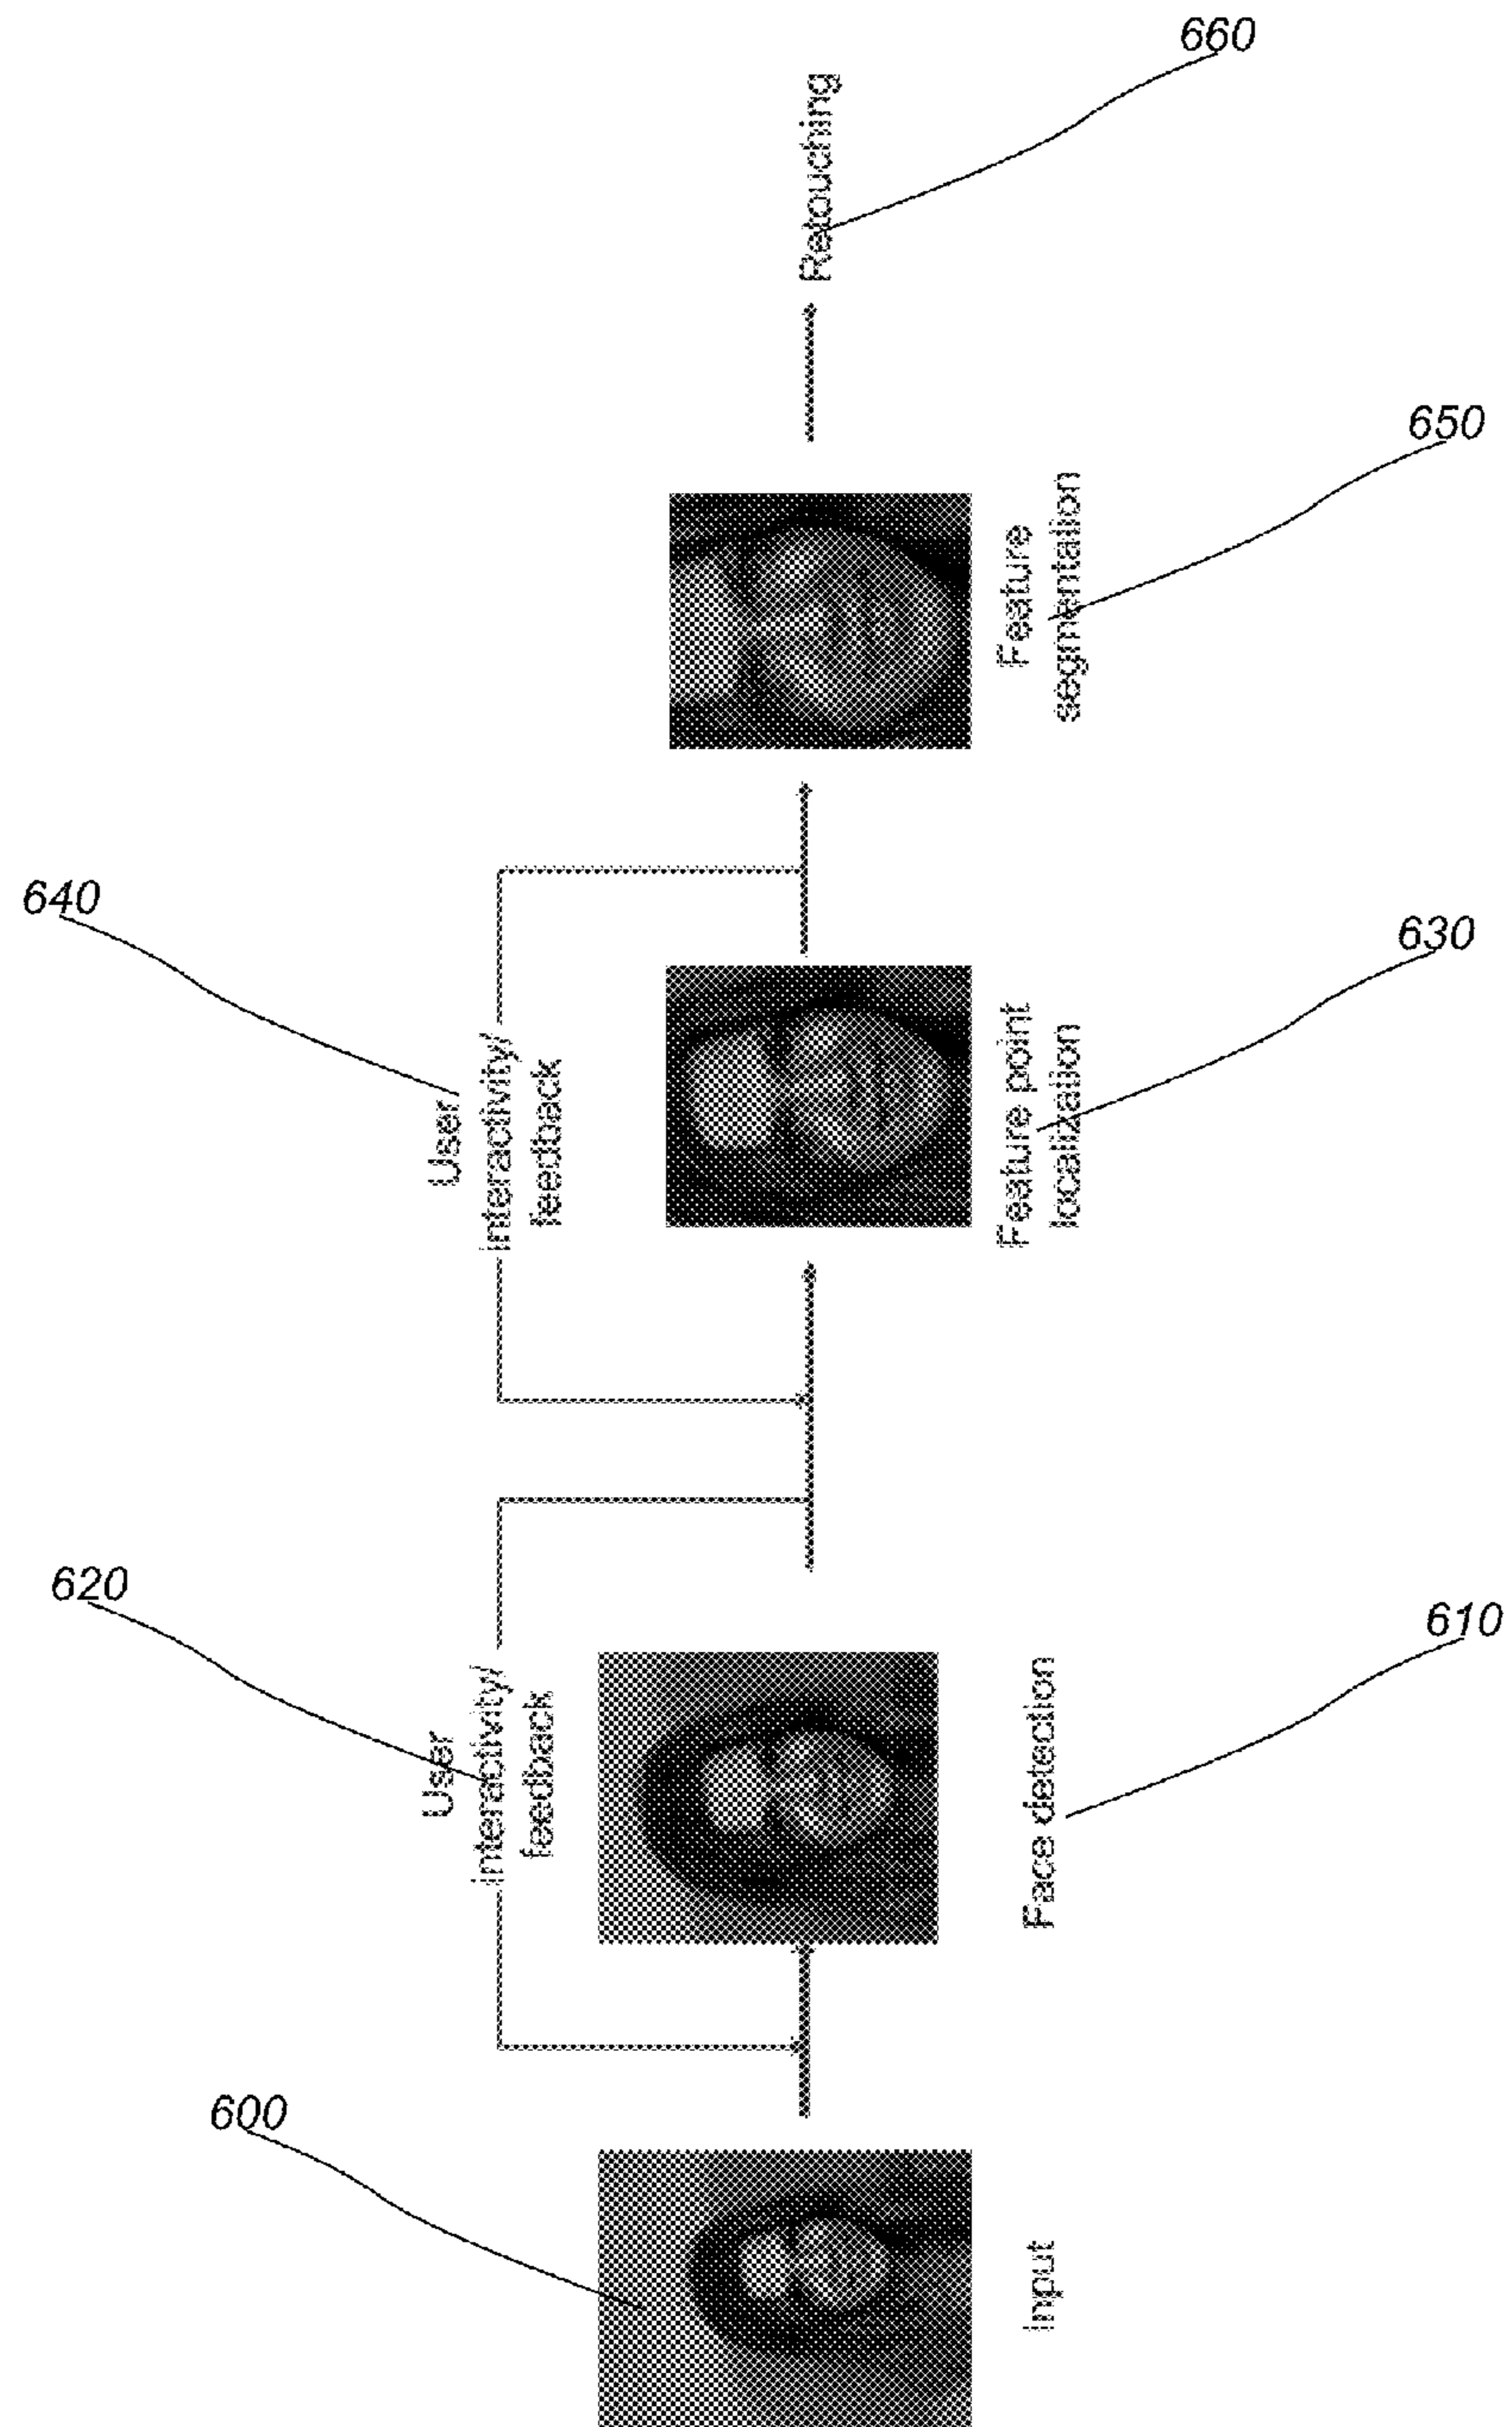 600
Input
610
Face detection
620
User
interactivity/
feedback
630
Feature point
localization
640
User
interactivity/
feedback
650
Feature
segmentation
660
Retouching